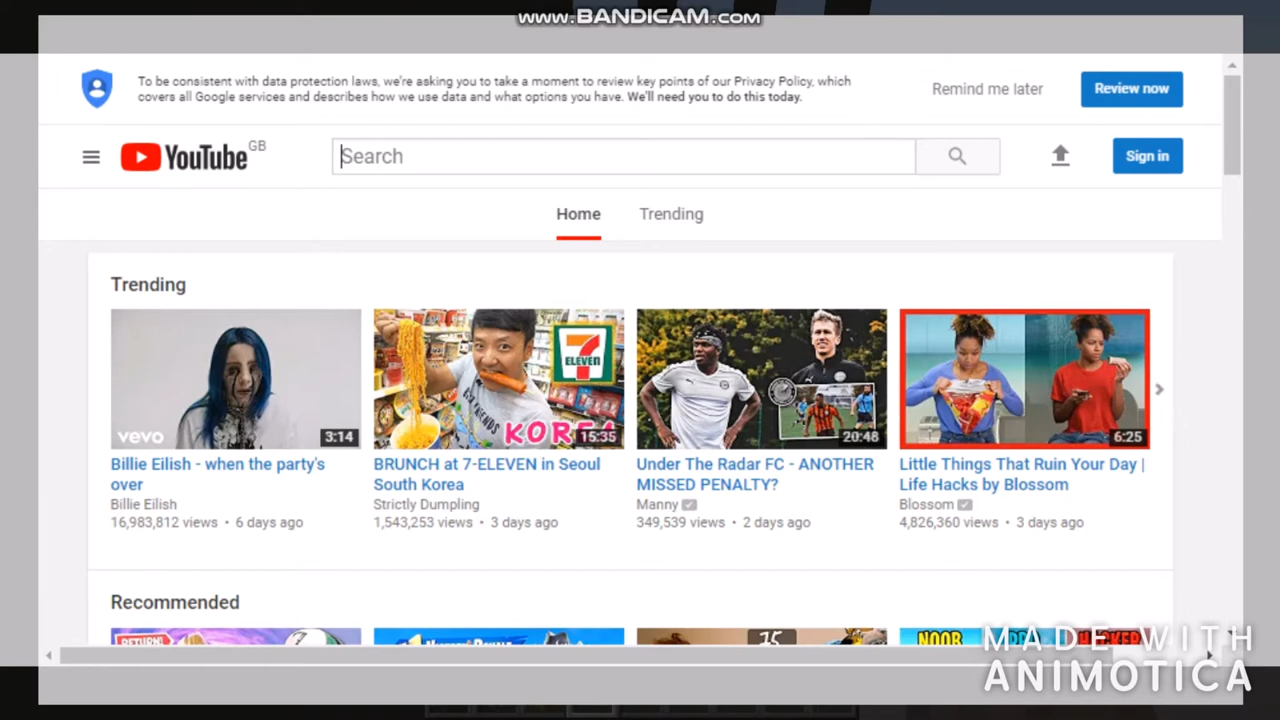 WWW.BANDICAM.COM
To be consistent with data protection laws, we're asking you to take a moment to review key points of our Privacy Policy, which
covers all Google services and describes how we use data and what options you have. We'll need you to do this today.
Remind me later
Review now
YouTube GB
Search
Sign in
Home
Trending
Trending
vevo
3:14
7
ELEVEN
KOREA
15:35
20:48
6:25
Billie Eilish - when the party's
over
Billie Eilish
16,983,812 views • 6 days ago
BRUNCH at 7-ELEVEN in Seoul
South Korea
Strictly Dumpling
1,543,253 views • 3 days ago
Under The Radar FC - ANOTHER
MISSED PENALTY?
Manny
349,539 views • 2 days ago
Little Things That Ruin Your Day |
Life Hacks by Blossom
Blossom
4,826,360 views • 3 days ago
Recommended
RETURN!
NOOB
MADE WITH
ANIMOTICA